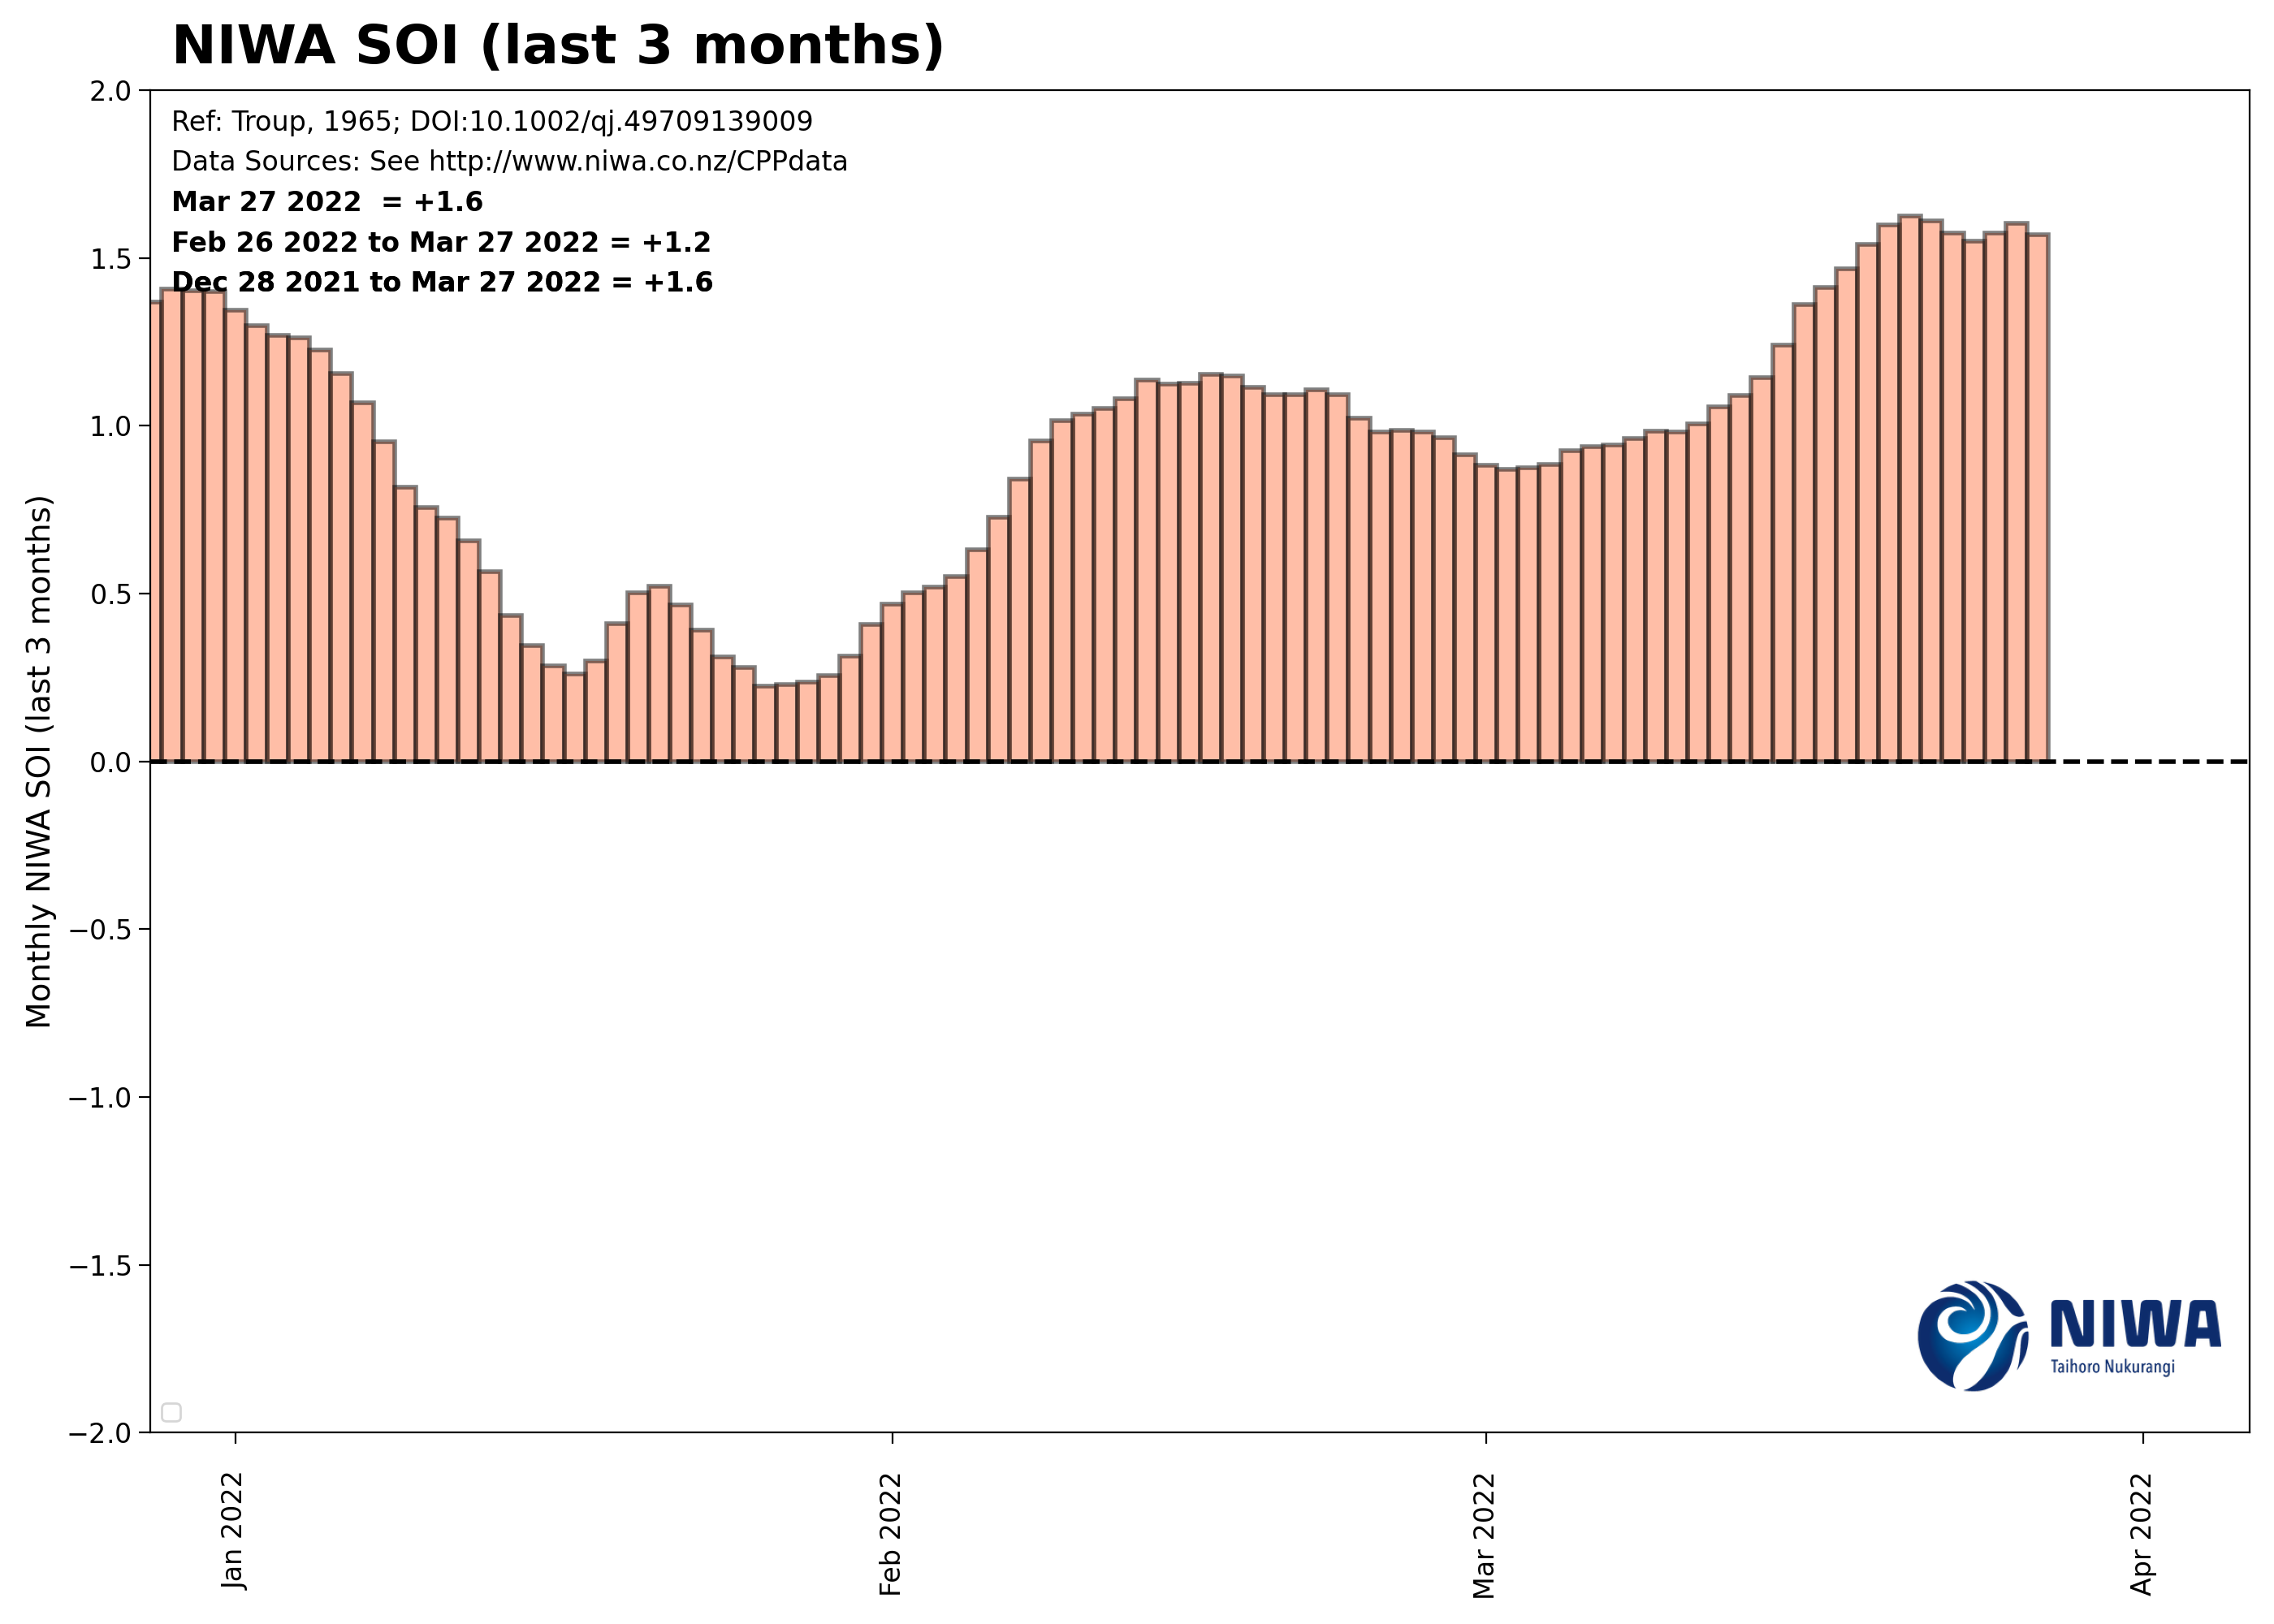 NIWA SOI (last 3 months)
Ref: Troup, 1965; DOI:10.1002/qj.49709139009
Data Sources: See http://www.niwa.co.nz/CPPdata
Mar 27 2022  = +1.6
Feb 26 2022 to Mar 27 2022 = +1.2
Dec 28 2021 to Mar 27 2022 = +1.6
Monthly NIWA SOI (last 3 months)
2.0
1.5
1.0
0.5
0.0
−0.5
−1.0
−1.5
−2.0
Jan 2022
Feb 2022
Mar 2022
Apr 2022
NIWA
Taihoro Nukurangi